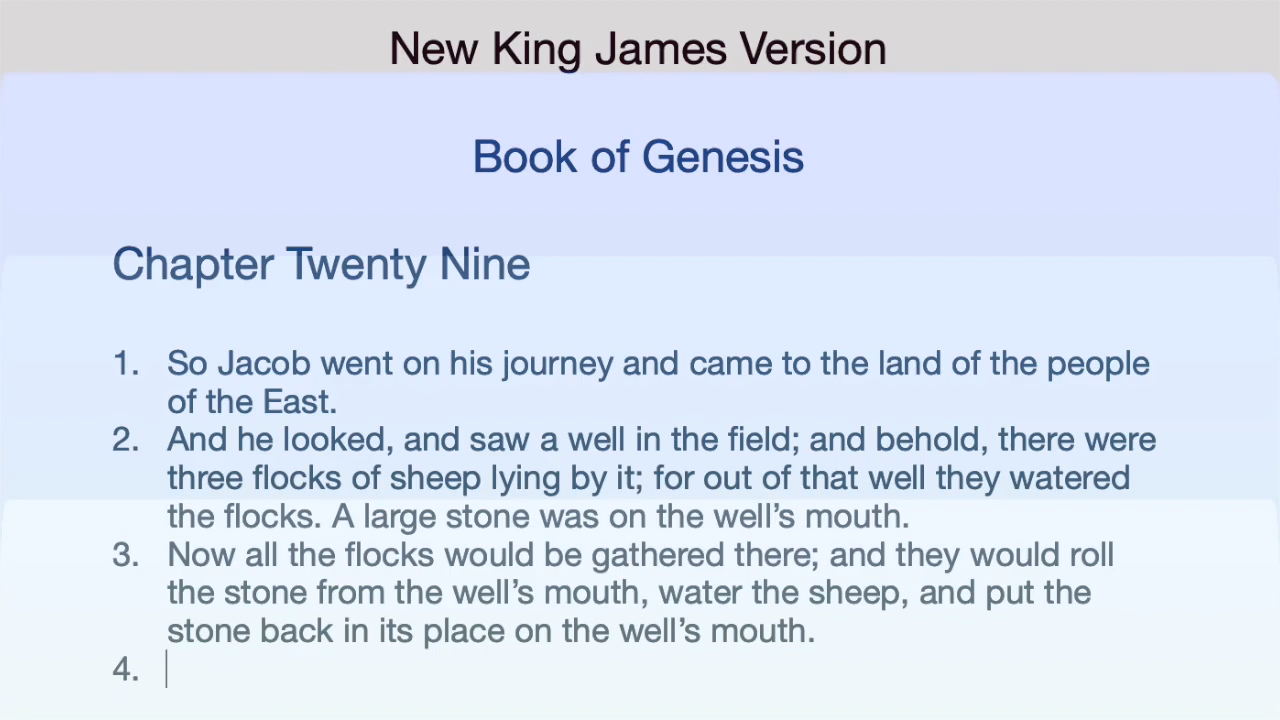 New King James Version
Book of Genesis
Chapter Twenty Nine
1. So Jacob went on his journey and came to the land of the people
of the East.
2. And he looked, and saw a well in the field; and behold, there were
three flocks of sheep lying by it; for out of that well they watered
the flocks. A large stone was on the well’s mouth.
3. Now all the flocks would be gathered there; and they would roll
the stone from the well’s mouth, water the sheep, and put the
stone back in its place on the well’s mouth.
4.